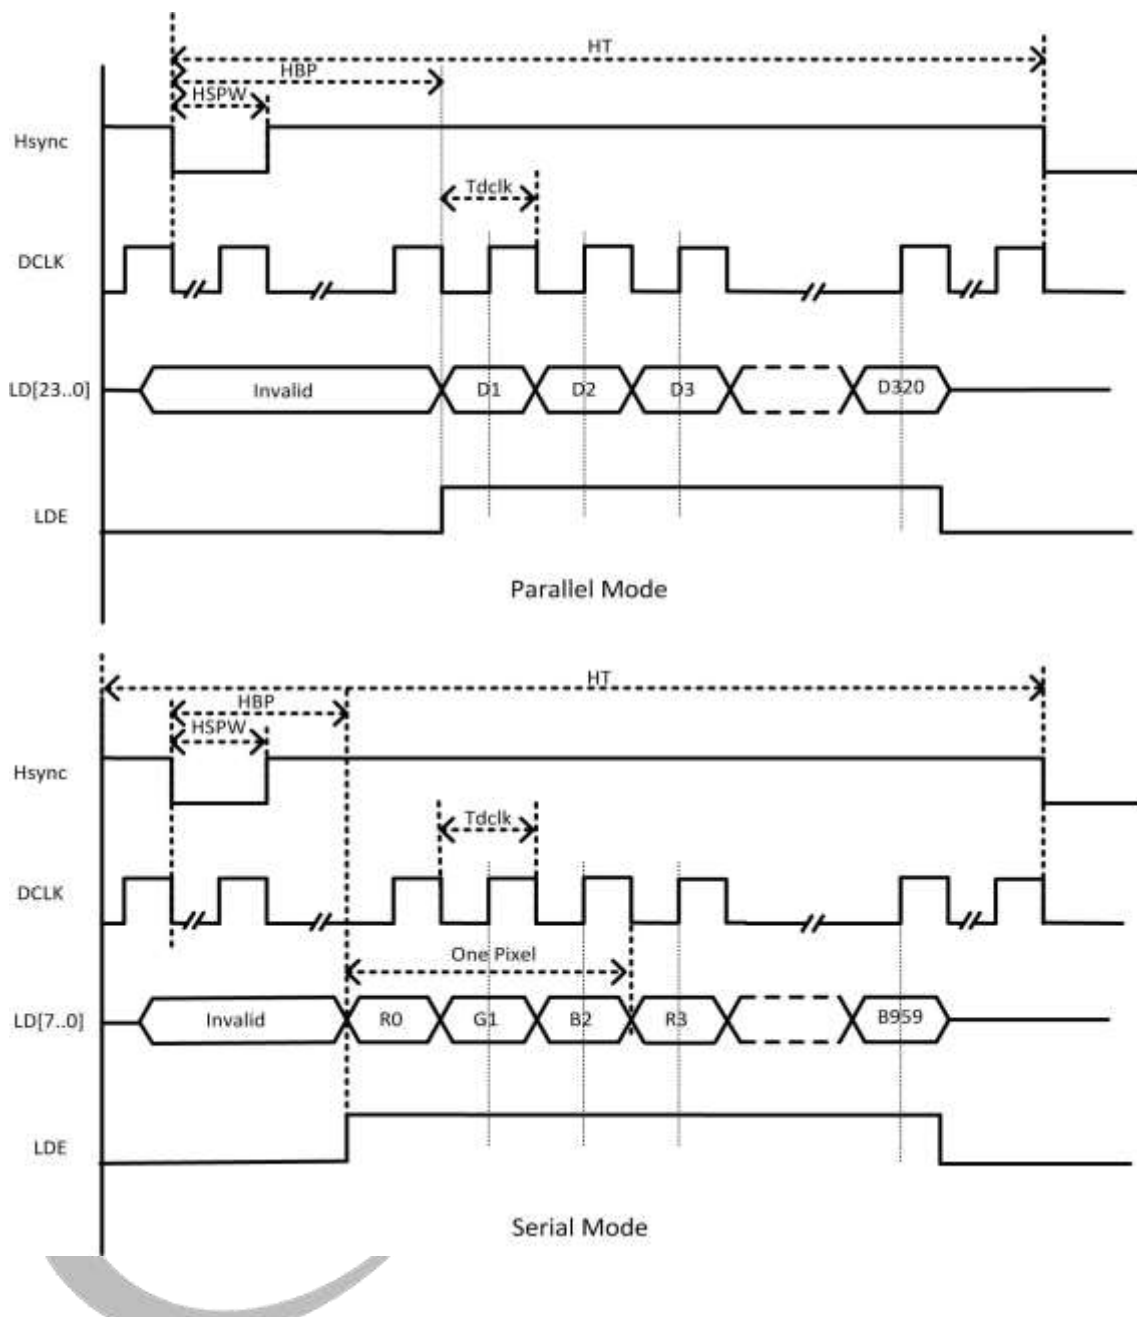 HT
HBP
HSPW
Hsync
Tdclk
DCLK
LD[23..0] Invalid D1 D2 D3 D320
LDE
Parallel Mode
HT
HBP
HSPW
Hsync
Tdclk
DCLK
One Pixel
LD[7..0] Invalid R0 G1 B2 R3 B959
LDE
Serial Mode